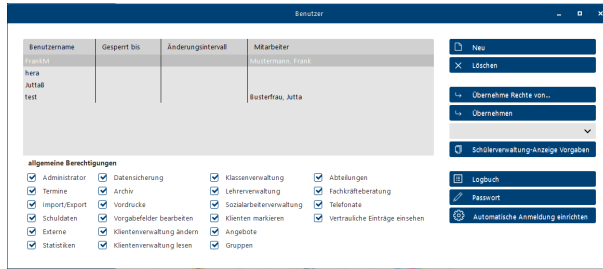 Benutzer
Benutzername Gesperrt bis Änderungsintervall Mitarbeiter
FrankM Mustermann, Frank
hera
JuttaB
test Busterfrau, Jutta
Neu
Löschen
Übernehme Rechte von...
Übernehmen
Schülerverwaltung-Anzeige Vorgaben
allgemeine Berechtigungen
Administrator Datensicherung Klassenverwaltung Abteilungen
Termine Archiv Lehrerverwaltung Fachkräfteberatung
Import/Export Vordrucke Sozialarbeiterverwaltung Telefonate
Schuldaten Vorgabefelder bearbeiten Klienten markieren Vertrauliche Einträge einsehen
Externe Klientenverwaltung ändern Angebote
Statistiken Klientenverwaltung lesen Gruppen
Logbuch
Passwort
Automatische Anmeldung einrichten